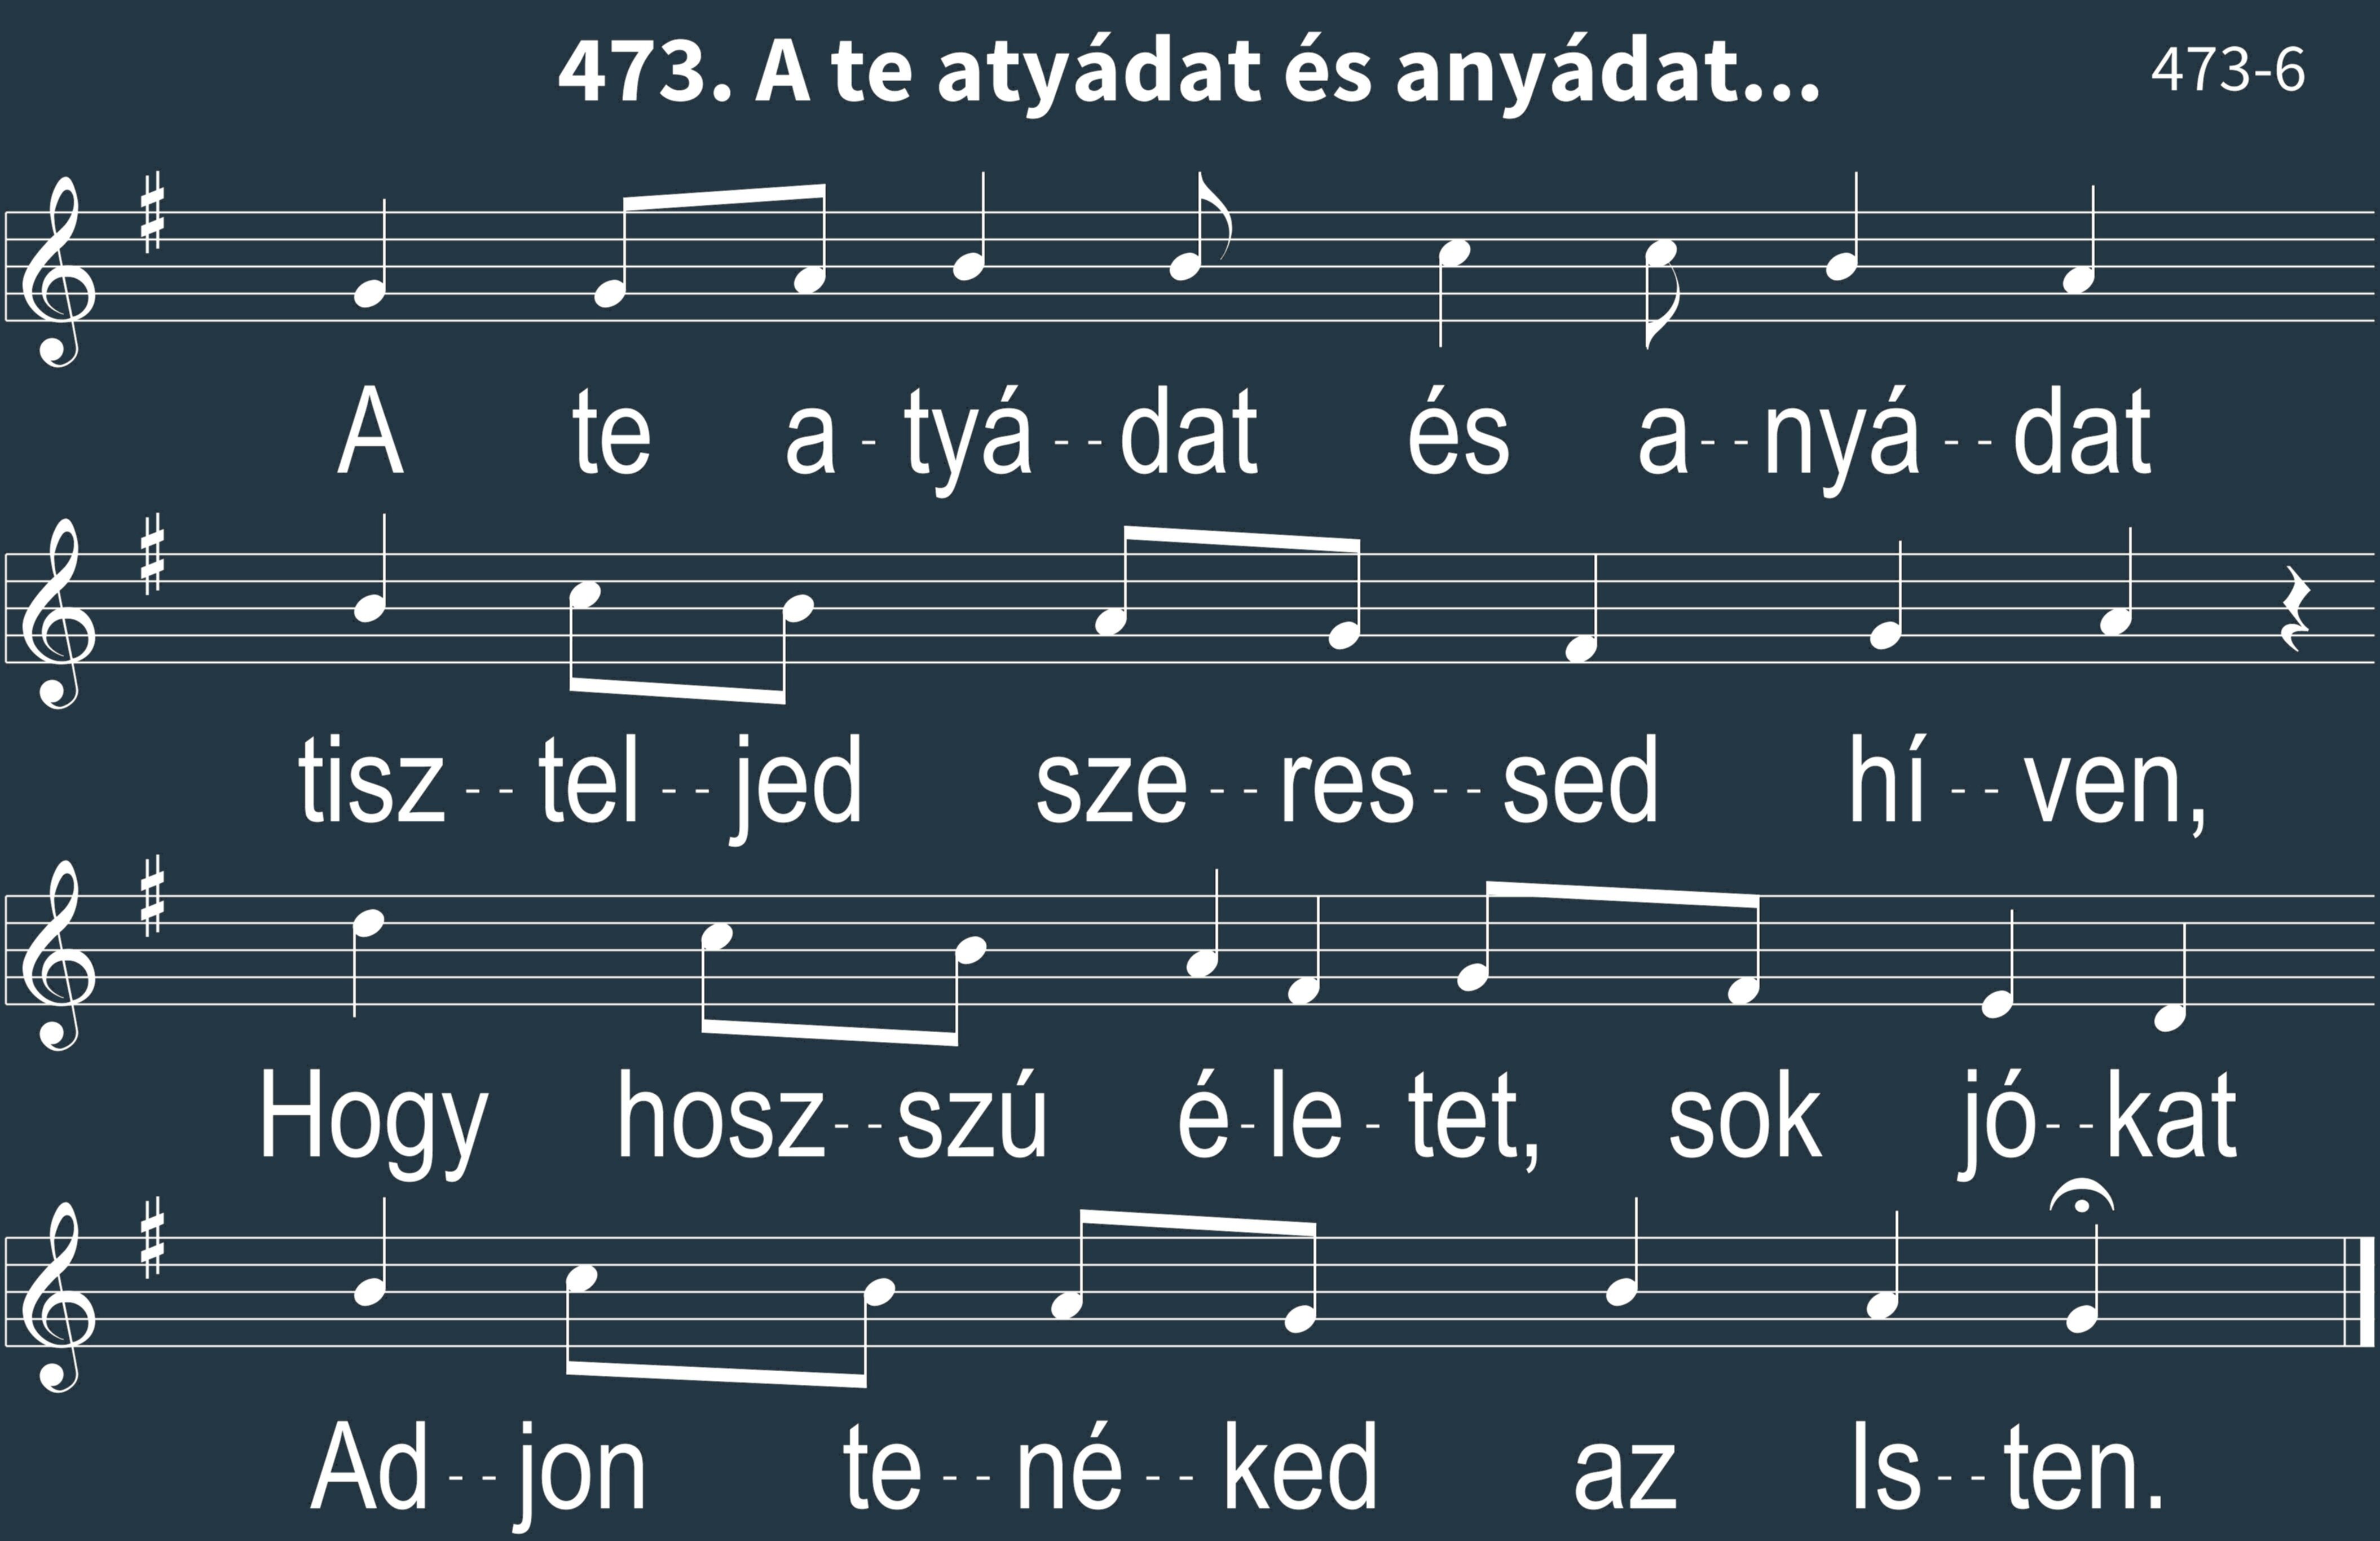 473. A te atyádat és anyádat...
473-6
A te a - tyá - - dat és a - - nyá - - dat
tisz - - tel - - jed sze - - res - - sed hí - - ven,
Hogy hosz - - szú é - le - tet, sok jó - - kat
Ad - - jon te - - né - - ked az Is - - ten.